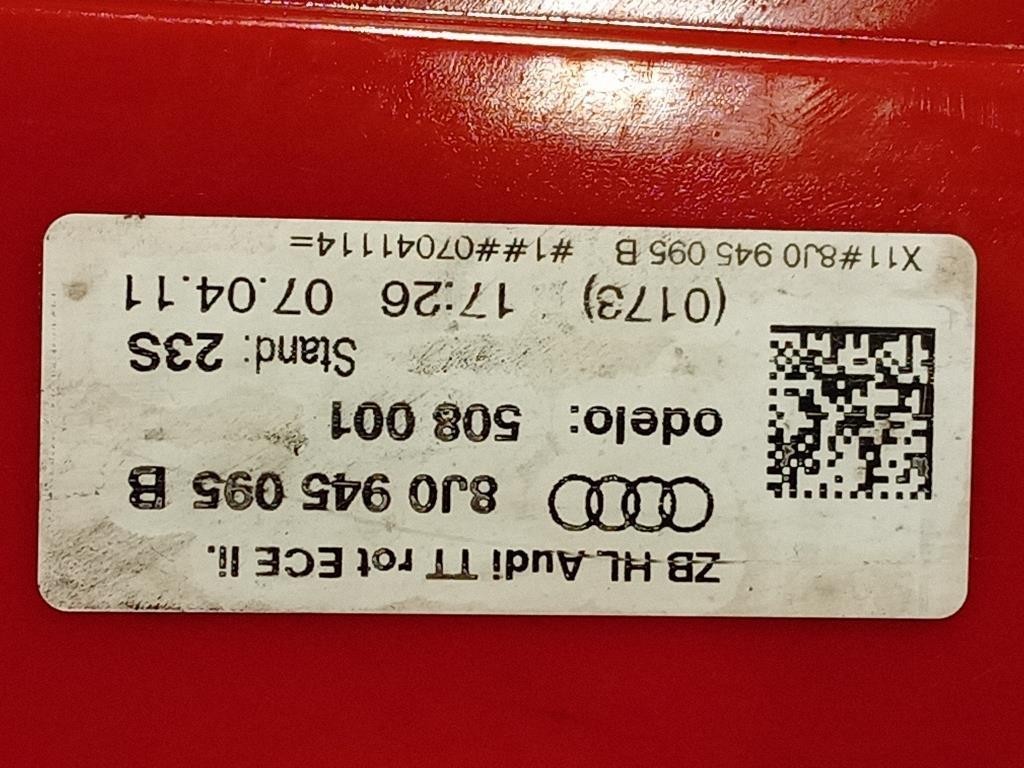 ZB HL Audi TT rot ECE li.
8J0 945 095 B
odelo: 508 001
Stand: 23S
(0173) 17:26 07.04.11
X11#8J0 945 095 B #1##07041114=